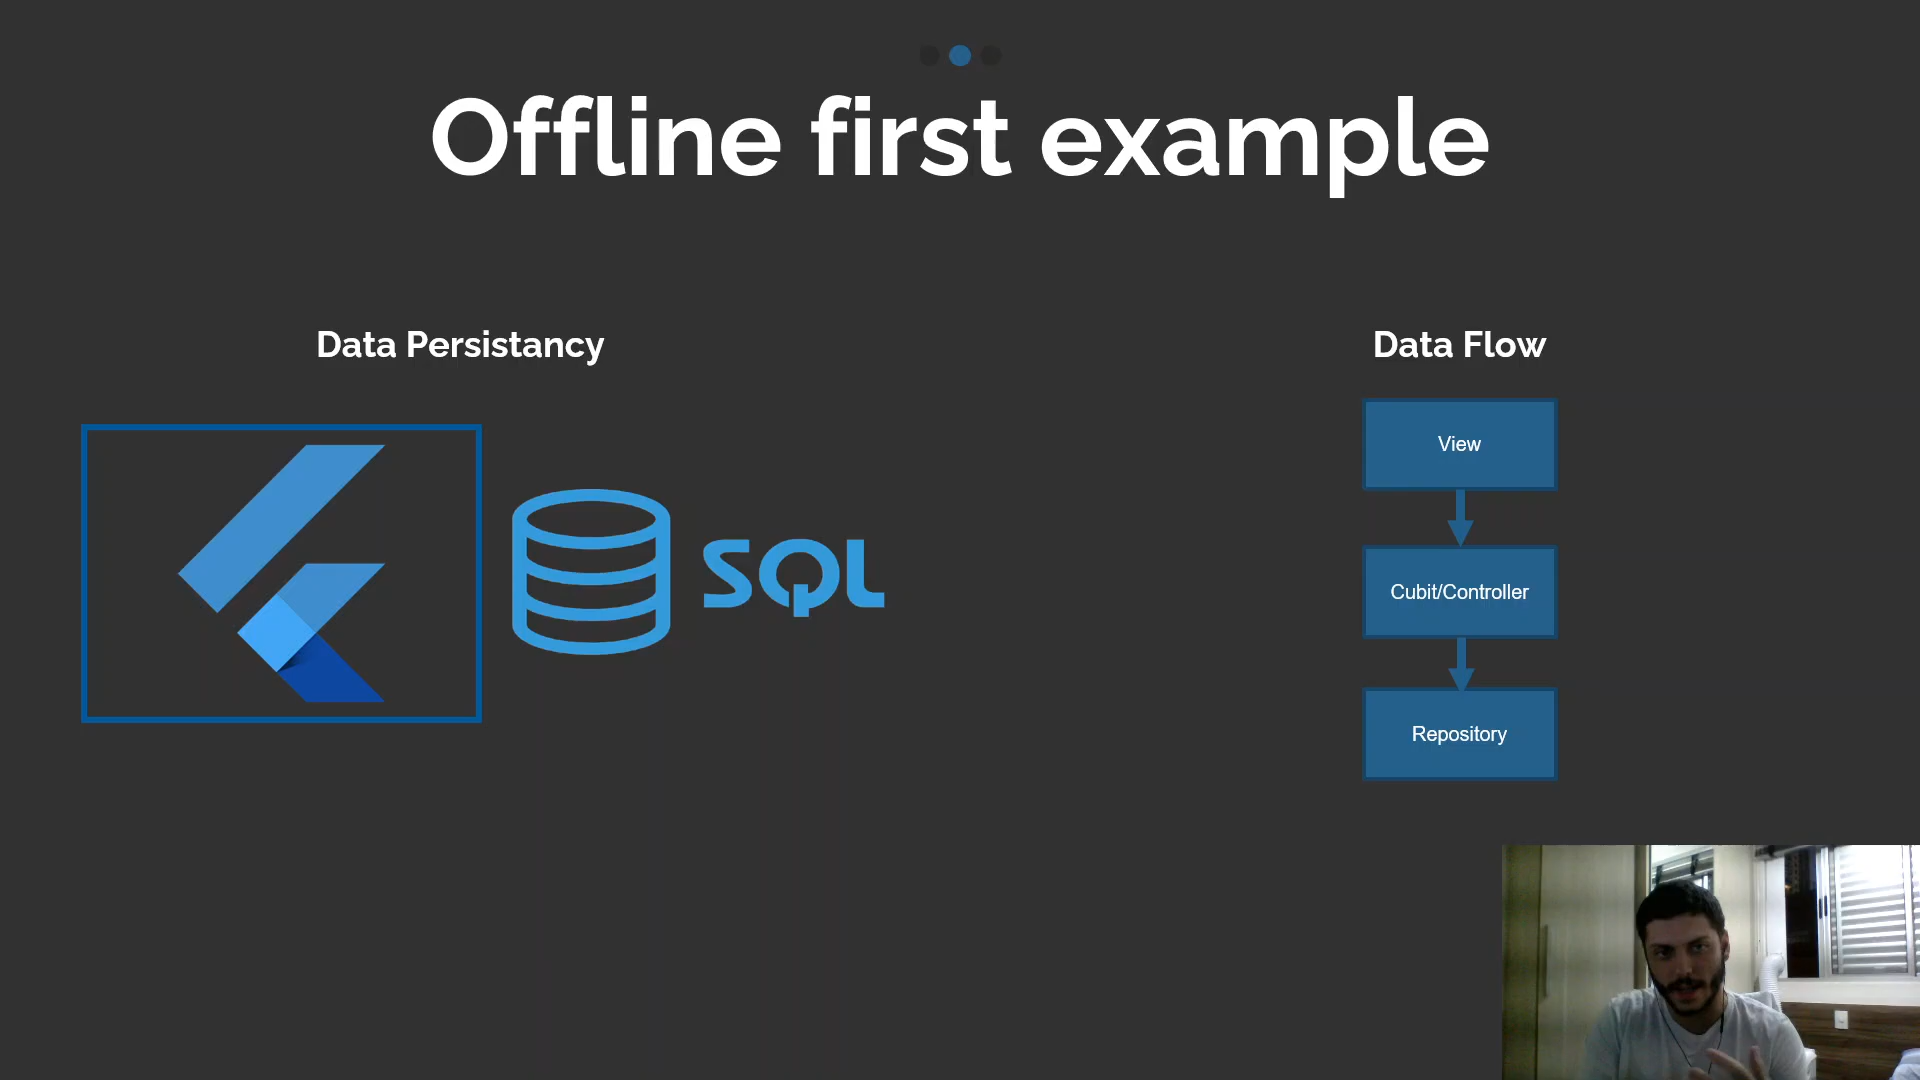 Offline first example
Data Persistancy
Data Flow
SQL
View
Cubit/Controller
Repository